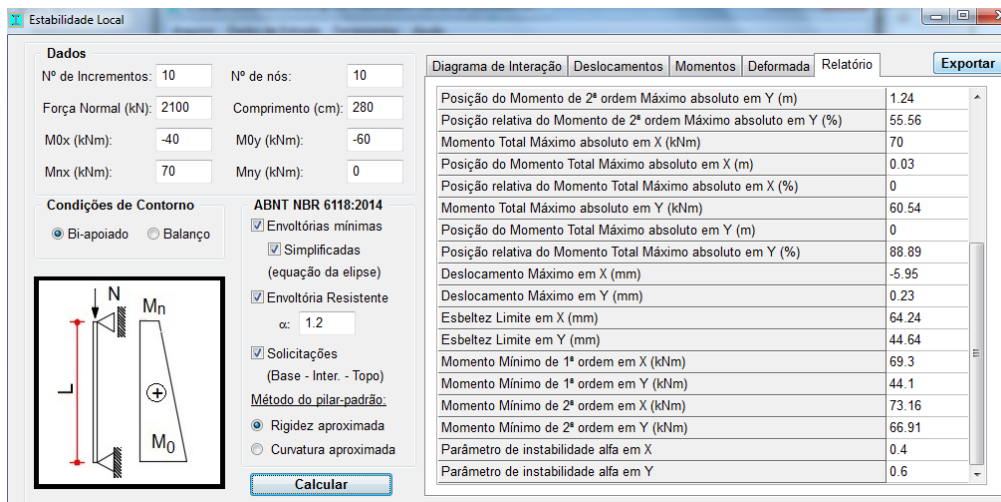 Estabilidade Local
Dados
Nº de Incrementos: 10 Nº de nós: 10
Força Normal (kN): 2100 Comprimento (cm): 280
M0x (kNm): -40 M0y (kNm): -60
Mnx (kNm): 70 Mny (kNm): 0
Condições de Contorno
Bi-apoiado Balanço
N
Mn
L
M0
ABNT NBR 6118:2014
Envoltórias mínimas
Simplificadas
(equação da elipse)
Envoltória Resistente
α: 1.2
Solicitações
(Base - Inter. - Topo)
Método do pilar-padrão:
Rigidez aproximada
Curvatura aproximada
Calcular
Diagrama de Interação Deslocamentos Momentos Deformada Relatório Exportar
Posição do Momento de 2ª ordem Máximo absoluto em Y (m) 1.24
Posição relativa do Momento de 2ª ordem Máximo absoluto em Y (%) 55.56
Momento Total Máximo absoluto em X (kNm) 70
Posição do Momento Total Máximo absoluto em X (m) 0.03
Posição relativa do Momento Total Máximo absoluto em X (%) 0
Momento Total Máximo absoluto em Y (kNm) 60.54
Posição do Momento Total Máximo absoluto em Y (m) 0
Posição relativa do Momento Total Máximo absoluto em Y (%) 88.89
Deslocamento Máximo em X (mm) -5.95
Deslocamento Máximo em Y (mm) 0.23
Esbeltez Limite em X (mm) 64.24
Esbeltez Limite em Y (mm) 44.64
Momento Mínimo de 1ª ordem em X (kNm) 69.3
Momento Mínimo de 1ª ordem em Y (kNm) 44.1
Momento Mínimo de 2ª ordem em X (kNm) 73.16
Momento Mínimo de 2ª ordem em Y (kNm) 66.91
Parâmetro de instabilidade alfa em X 0.4
Parâmetro de instabilidade alfa em Y 0.6